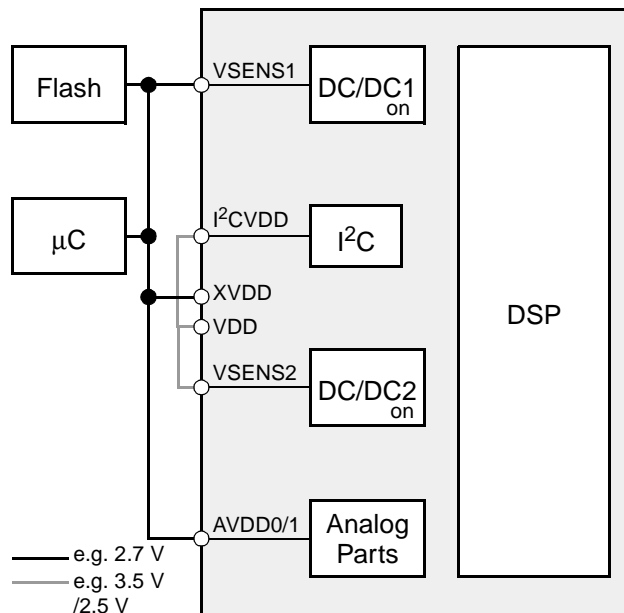 Flash
VSENS1
DC/DC1
on
μC
I²CVDD
I²C
XVDD
VDD
DSP
VSENS2
DC/DC2
on
AVDD0/1
Analog
Parts
e.g. 2.7 V
e.g. 3.5 V
/2.5 V